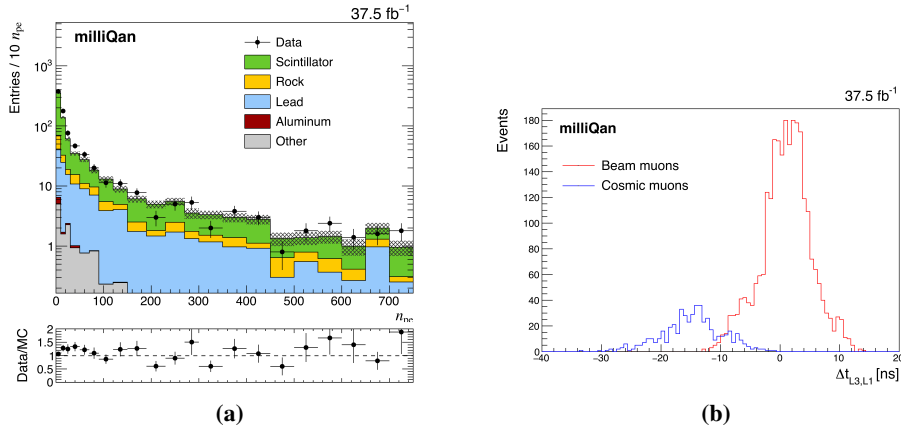 37.5 fb⁻¹
milliQan
Entries / 10 n_pe
Data
Scintillator
Rock
Lead
Aluminum
Other
10³
10²
10
1
0 100 200 300 400 500 600 700
n_pe
Data/MC
2
1.5
1
0.5
0
(a)
37.5 fb⁻¹
milliQan
Events
Beam muons
Cosmic muons
180
160
140
120
100
80
60
40
20
0
−40 −30 −20 −10 0 10 20
Δt_L3,L1 [ns]
(b)